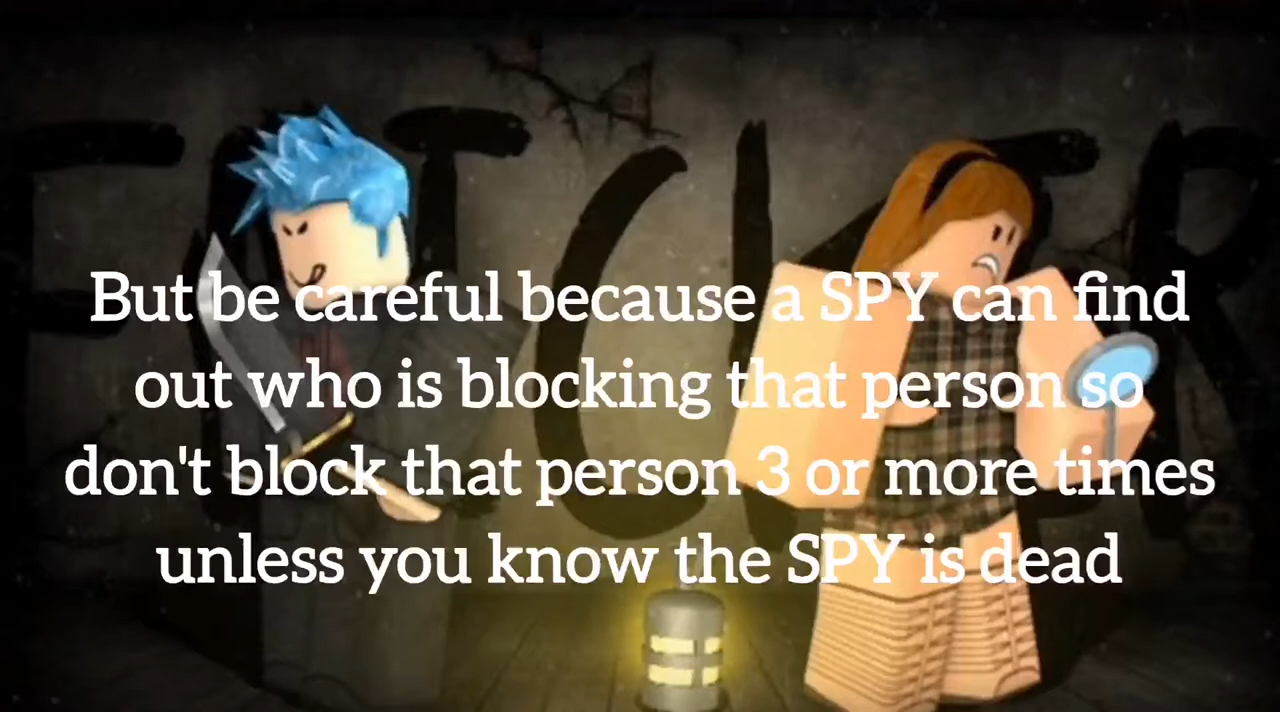 FLICKER
But be careful because a SPY can find
out who is blocking that person so
don't block that person 3 or more times
unless you know the SPY is dead